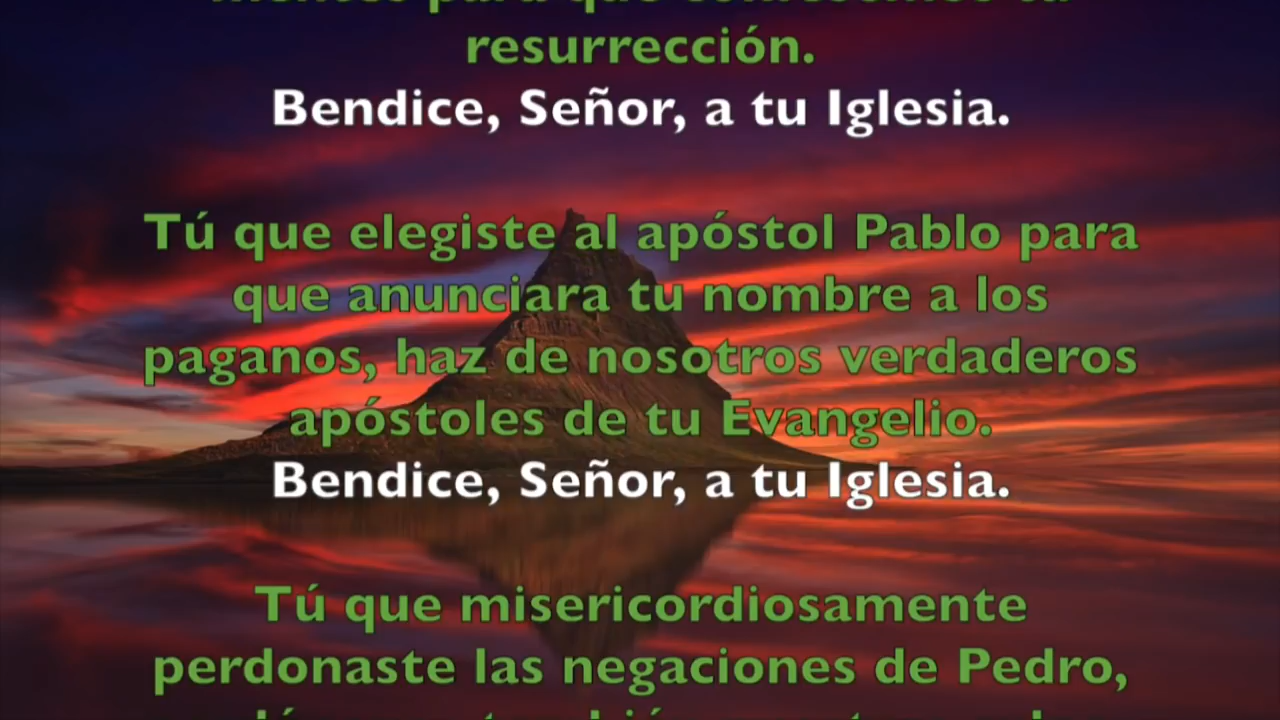 resurrección.
Bendice, Señor, a tu Iglesia.
Tú que elegiste al apóstol Pablo para
que anunciara tu nombre a los
paganos, haz de nosotros verdaderos
apóstoles de tu Evangelio.
Bendice, Señor, a tu Iglesia.
Tú que misericordiosamente
perdonaste las negaciones de Pedro,